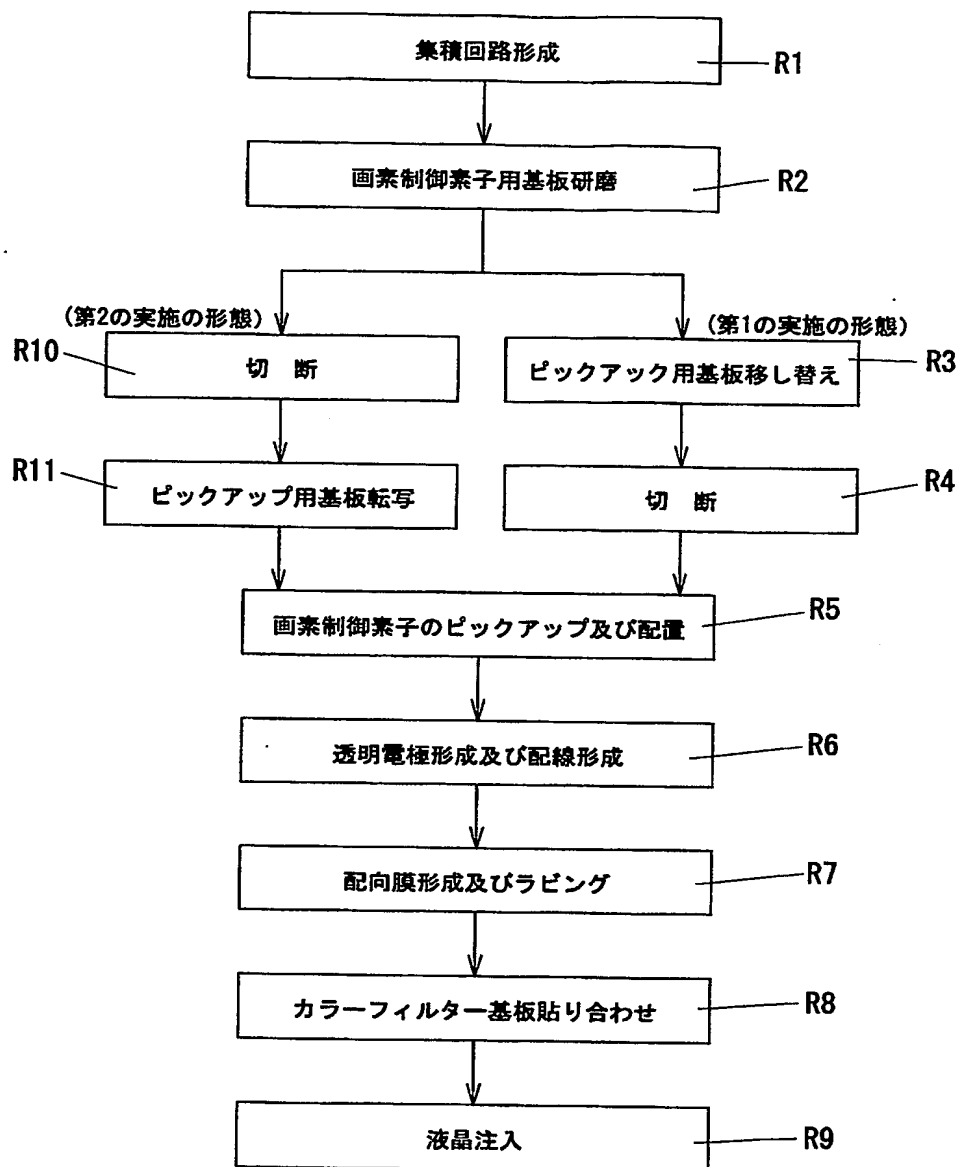 集積回路形成
R1
画素制御素子用基板研磨
R2
(第2の実施の形態)
(第1の実施の形態)
R10
切 断
ピックアック用基板移し替え
R3
R11
ピックアップ用基板転写
切 断
R4
画素制御素子のピックアップ及び配置
R5
透明電極形成及び配線形成
R6
配向膜形成及びラビング
R7
カラーフィルター基板貼り合わせ
R8
液晶注入
R9